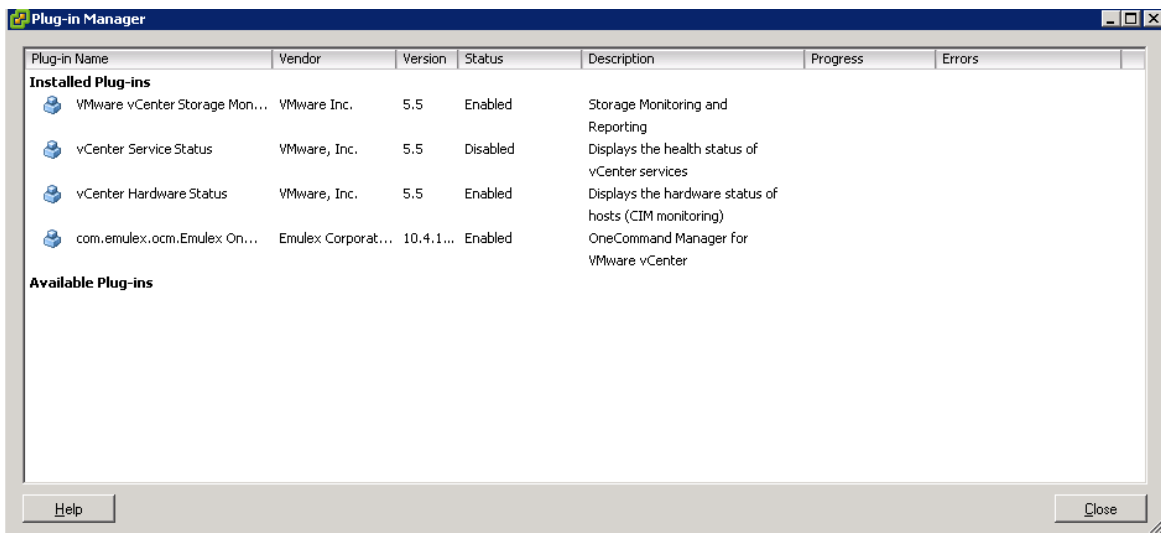 Plug-in Manager
Plug-in Name Vendor Version Status Description Progress Errors
Installed Plug-ins
VMware vCenter Storage Mon... VMware Inc. 5.5 Enabled Storage Monitoring and
Reporting
vCenter Service Status VMware, Inc. 5.5 Disabled Displays the health status of
vCenter services
vCenter Hardware Status VMware, Inc. 5.5 Enabled Displays the hardware status of
hosts (CIM monitoring)
com.emulex.ocm.Emulex On... Emulex Corporat... 10.4.1... Enabled OneCommand Manager for
VMware vCenter
Available Plug-ins
Help Close